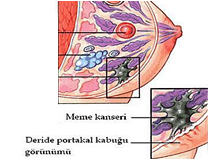 Meme kanseri
Deride portakal kabuğu
görünümü